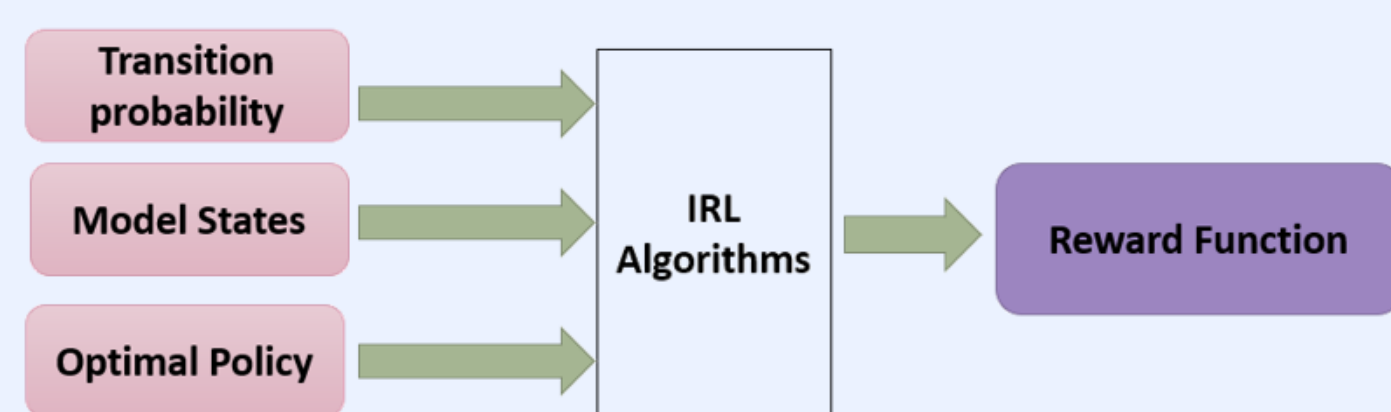 Transition
probability
Model States
Optimal Policy
IRL
Algorithms
Reward Function